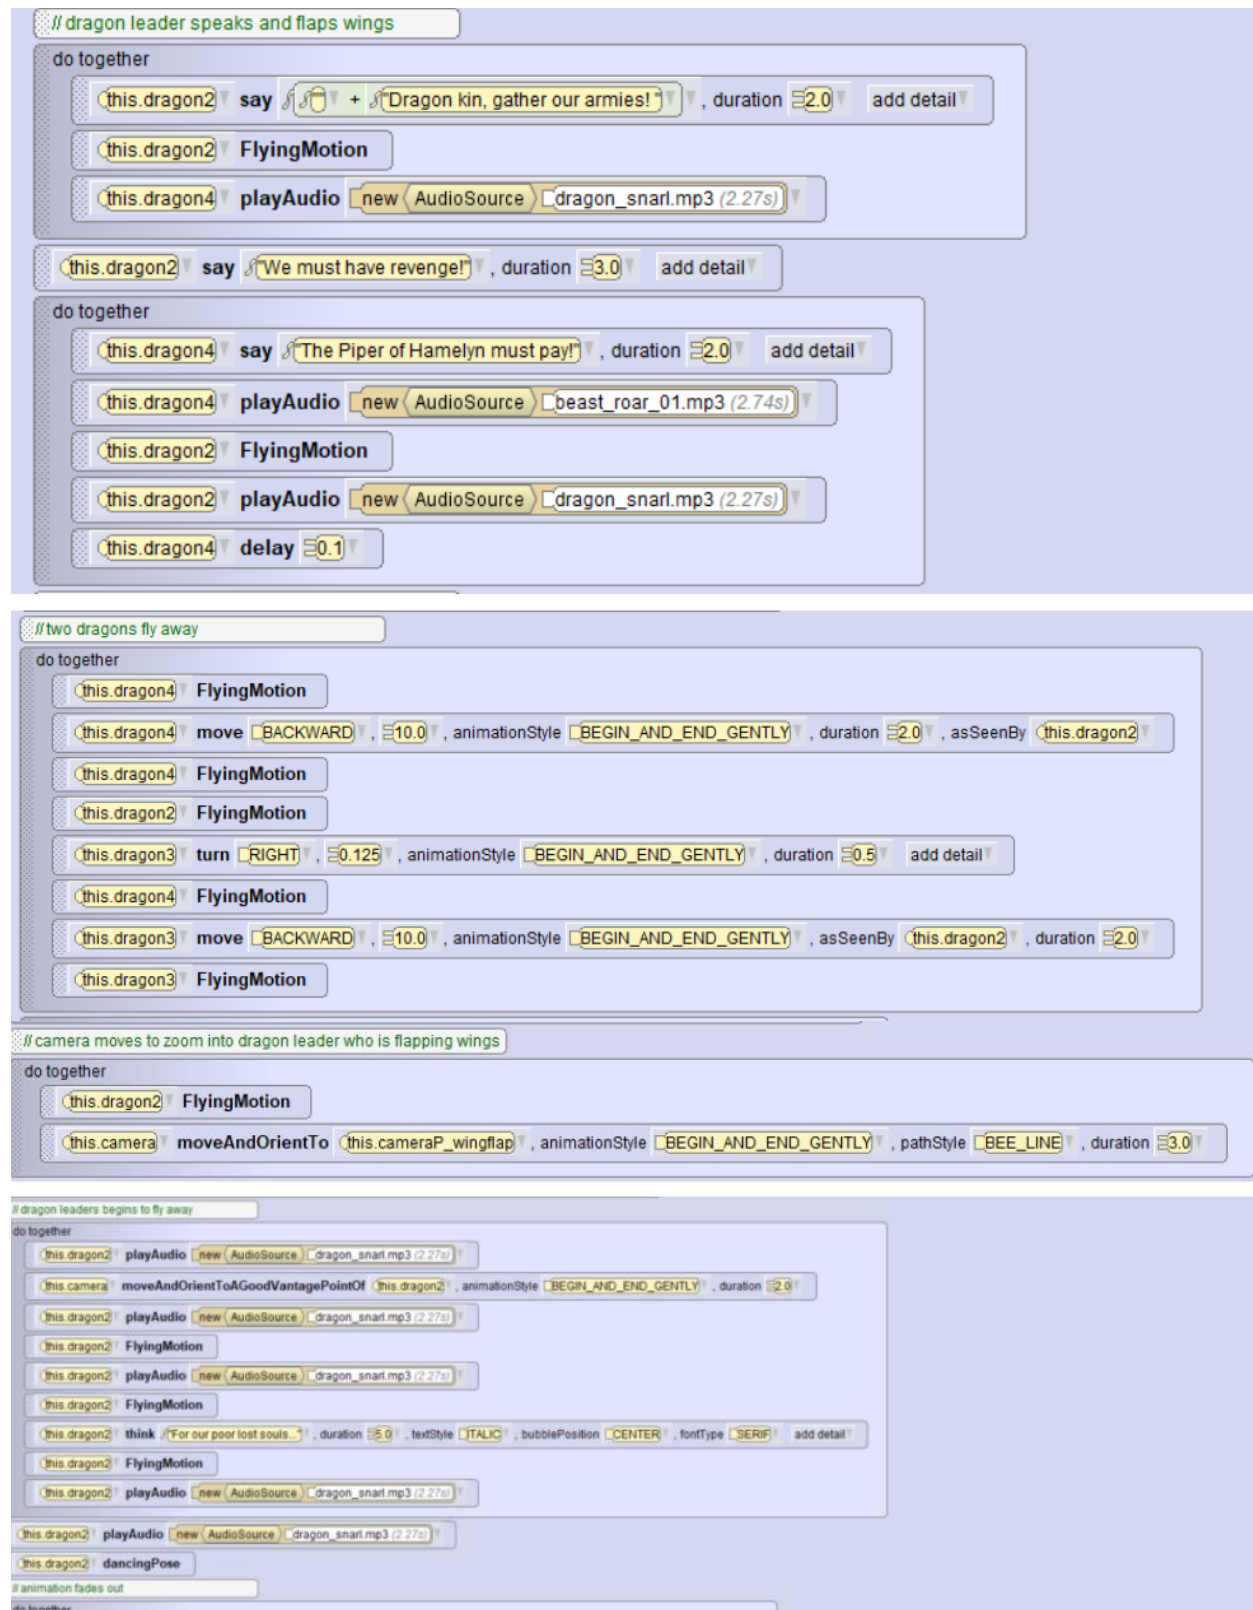 // dragon leader speaks and flaps wings
do together
this.dragon2 say "" + "Dragon kin, gather our armies! " , duration 2.0 add detail
this.dragon2 FlyingMotion
this.dragon4 playAudio new AudioSource dragon_snarl.mp3 (2.27s)
this.dragon2 say "We must have revenge!" , duration 3.0 add detail
do together
this.dragon4 say "The Piper of Hamelyn must pay!" , duration 2.0 add detail
this.dragon4 playAudio new AudioSource beast_roar_01.mp3 (2.74s)
this.dragon2 FlyingMotion
this.dragon2 playAudio new AudioSource dragon_snarl.mp3 (2.27s)
this.dragon4 delay 0.1
// two dragons fly away
do together
this.dragon4 FlyingMotion
this.dragon4 move BACKWARD , 10.0 , animationStyle BEGIN_AND_END_GENTLY , duration 2.0 , asSeenBy this.dragon2
this.dragon4 FlyingMotion
this.dragon2 FlyingMotion
this.dragon3 turn RIGHT , 0.125 , animationStyle BEGIN_AND_END_GENTLY , duration 0.5 add detail
this.dragon4 FlyingMotion
this.dragon3 move BACKWARD , 10.0 , animationStyle BEGIN_AND_END_GENTLY , asSeenBy this.dragon2 , duration 2.0
this.dragon3 FlyingMotion
// camera moves to zoom into dragon leader who is flapping wings
do together
this.dragon2 FlyingMotion
this.camera moveAndOrientTo this.cameraP_wingflap , animationStyle BEGIN_AND_END_GENTLY , pathStyle BEE_LINE , duration 3.0
// dragon leaders begins to fly away
do together
this.dragon2 playAudio new AudioSource dragon_snarl.mp3 (2.27s)
this.camera moveAndOrientToAGoodVantagePointOf this.dragon2 , animationStyle BEGIN_AND_END_GENTLY , duration 2.0
this.dragon2 playAudio new AudioSource dragon_snarl.mp3 (2.27s)
this.dragon2 FlyingMotion
this.dragon2 playAudio new AudioSource dragon_snarl.mp3 (2.27s)
this.dragon2 FlyingMotion
this.dragon2 think "For our poor lost souls..." , duration 5.0 , textStyle ITALIC , bubblePosition CENTER , fontType SERIF add detail
this.dragon2 FlyingMotion
this.dragon2 playAudio new AudioSource dragon_snarl.mp3 (2.27s)
this.dragon2 playAudio new AudioSource dragon_snarl.mp3 (2.27s)
this.dragon2 dancingPose
// animation fades out
do together